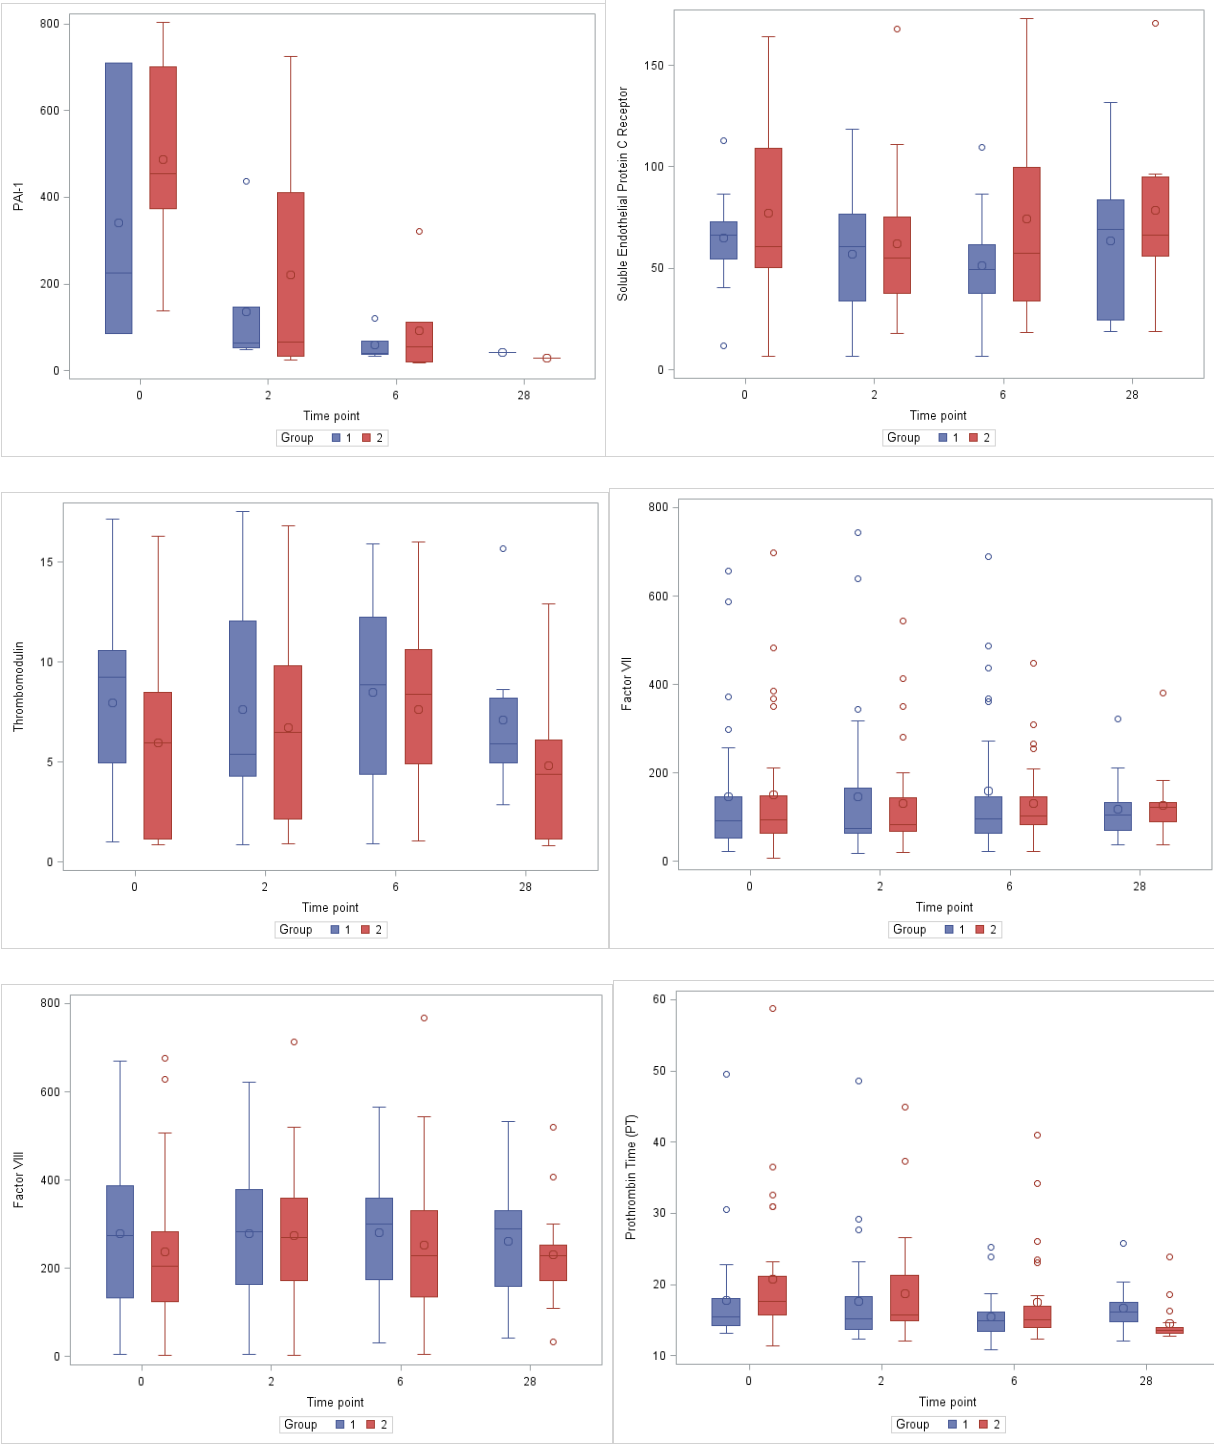 PAI-1
800
600
400
200
0
0 2 6 28
Time point
Group 1 2
Soluble Endothelial Protein C Receptor
150
100
50
0
0 2 6 28
Time point
Group 1 2
Thrombomodulin
15
10
5
0
0 2 6 28
Time point
Group 1 2
Factor VII
800
600
400
200
0
0 2 6 28
Time point
Group 1 2
Factor VIII
800
600
400
200
0
0 2 6 28
Time point
Group 1 2
Prothrombin Time (PT)
60
50
40
30
20
10
0 2 6 28
Time point
Group 1 2